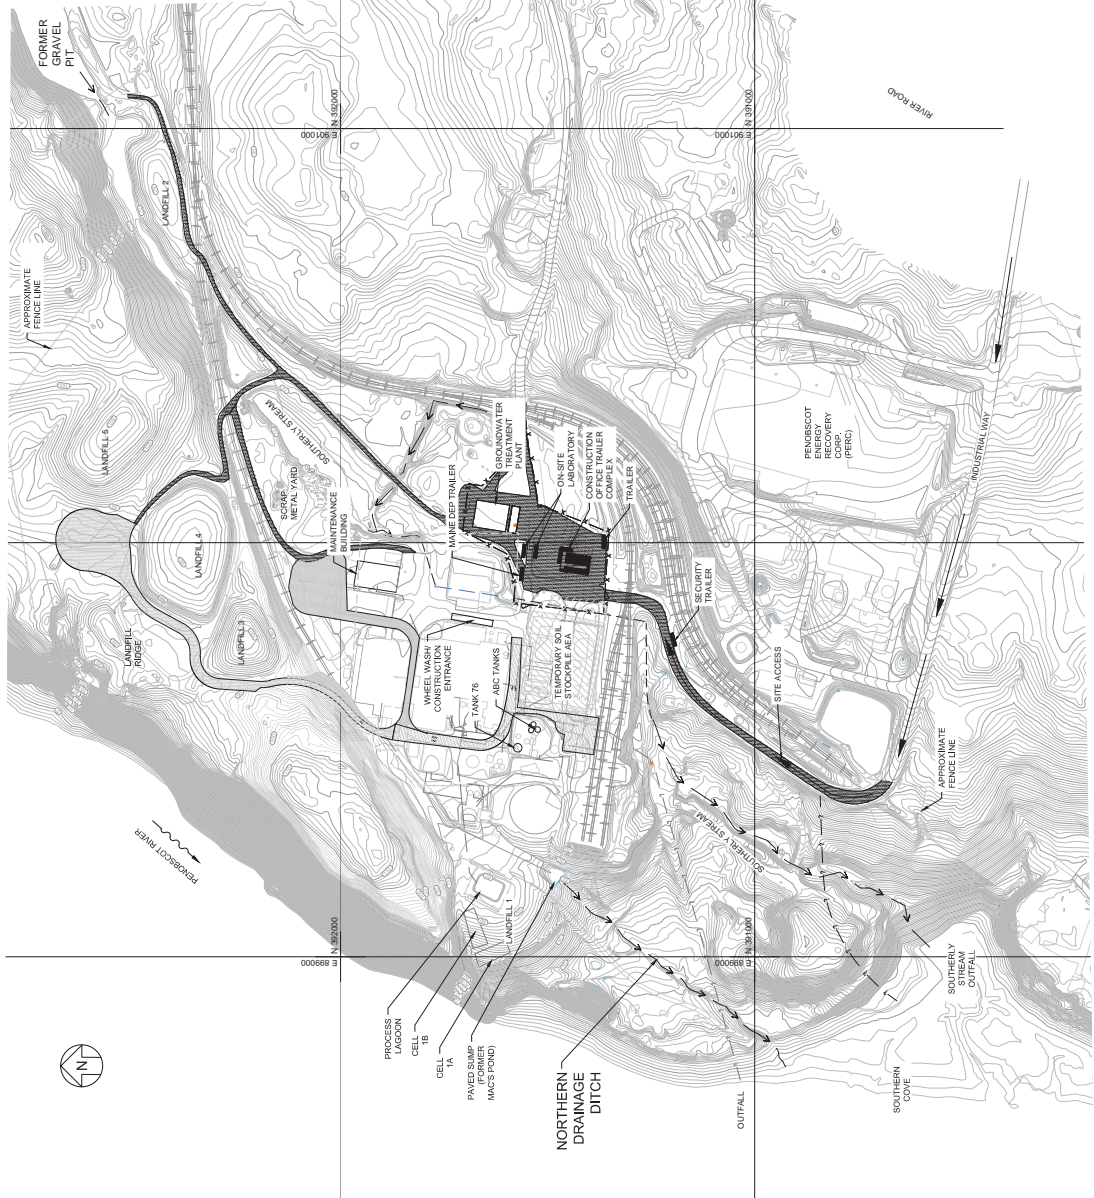 FORMER
GRAVEL
PIT
APPROXIMATE
FENCE LINE
LANDFILL 2
N 392000
E 901000
N 391000
E 901000
RIVER ROAD
LANDFILL 5
SOUTHERLY STREAM
SCRAP
METAL YARD
MAINTENANCE
BUILDING
LANDFILL 4
LANDFILL 3
LANDFILL
RIDGE
MAINE DEP TRAILER
GROUNDWATER
TREATMENT
PLANT
ON-SITE
LABORATORY
CONSTRUCTION
OFFICE TRAILER
COMPLEX
TRAILER
PENOBSCOT
ENERGY
RECOVERY
CORP.
(PERC)
INDUSTRIAL WAY
SECURITY
TRAILER
SITE ACCESS
WHEEL WASH/
CONSTRUCTION
ENTRANCE
TANK 76
ABC TANKS
TEMPORARY SOIL
STOCKPILE AEA
APPROXIMATE
FENCE LINE
PENOBSCOT RIVER
SOUTHERLY STREAM
LANDFILL 1
N 392000
E 899000
N 391000
E 899000
PROCESS
LAGOON
CELL
1B
CELL
1A
PAVED SUMP
(FORMER
MAC'S POND)
NORTHERN
DRAINAGE
DITCH
OUTFALL
SOUTHERLY
STREAM
OUTFALL
SOUTHERN
COVE
N